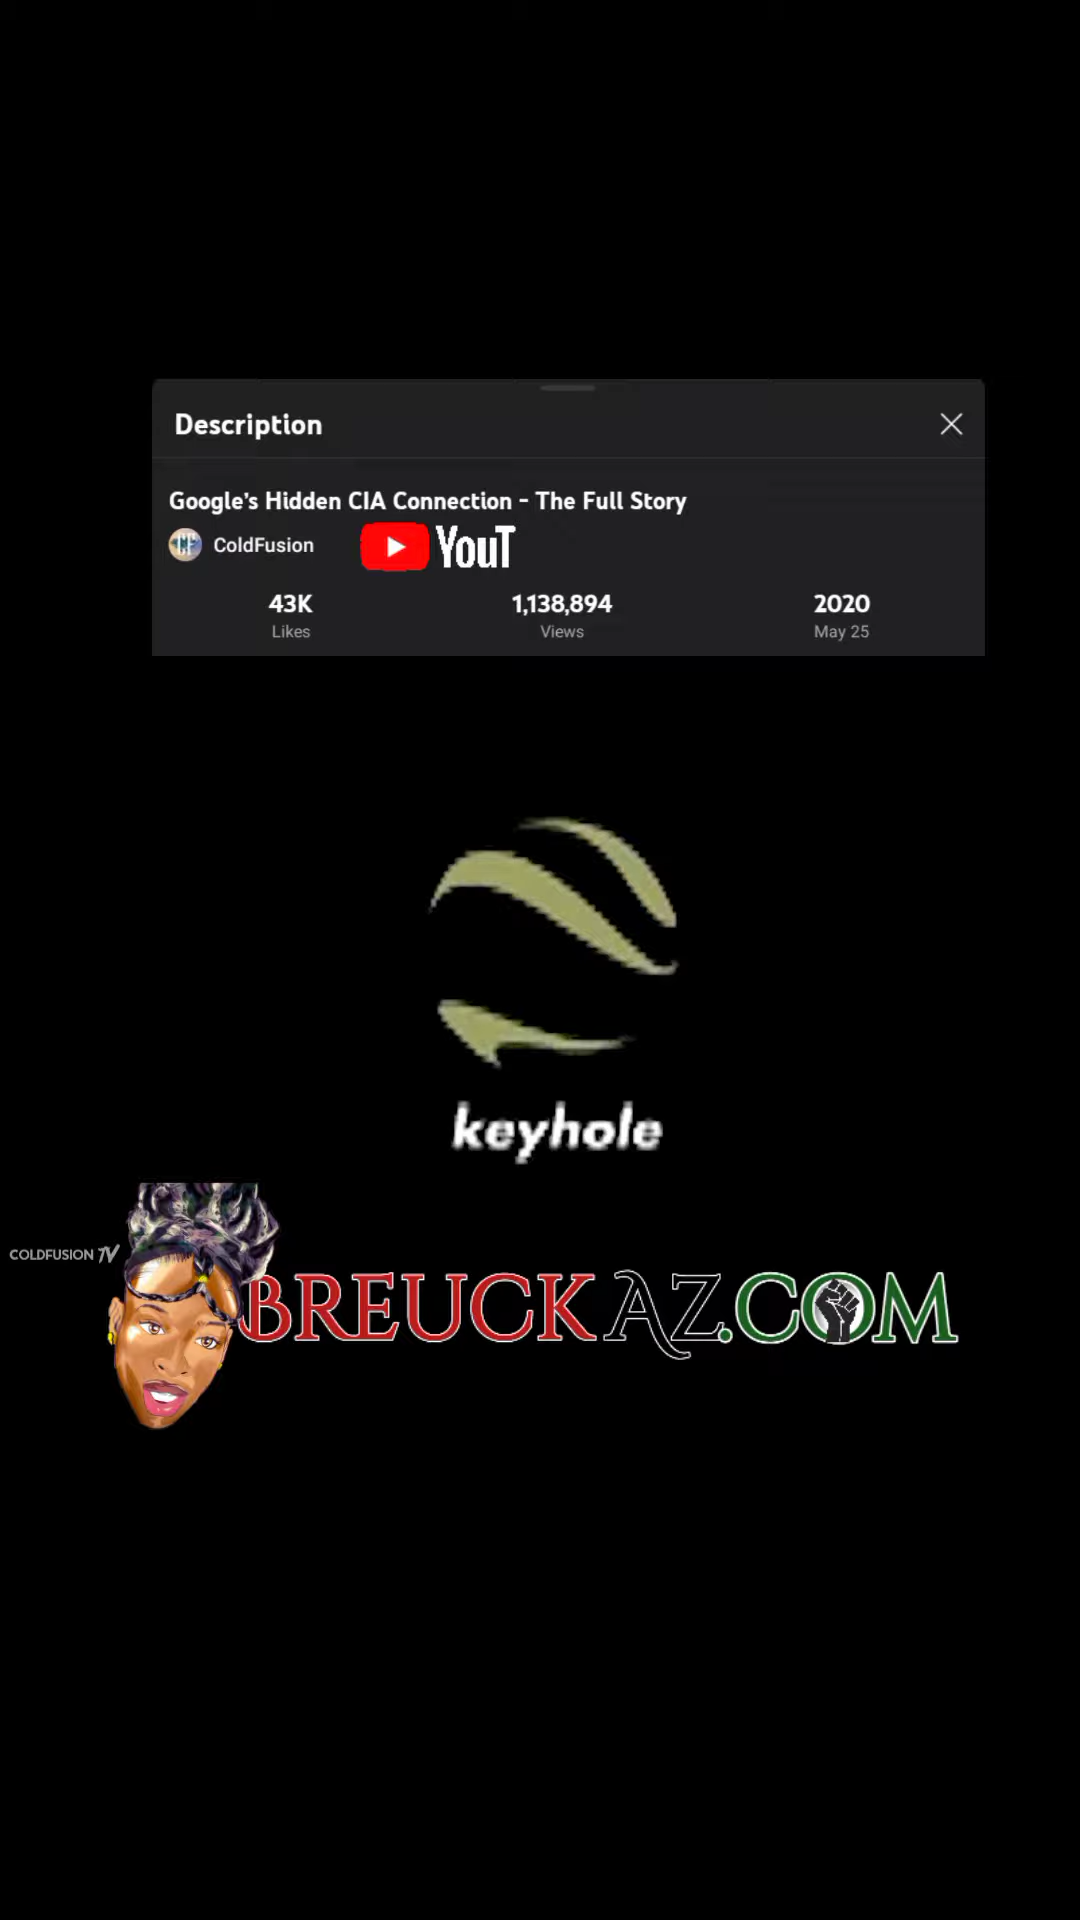 Description
Google's Hidden CIA Connection - The Full Story
ColdFusion YouT
43K 1,138,894 2020
Likes Views May 25
keyhole
COLDFUSION TV
BREUCKAZ.COM